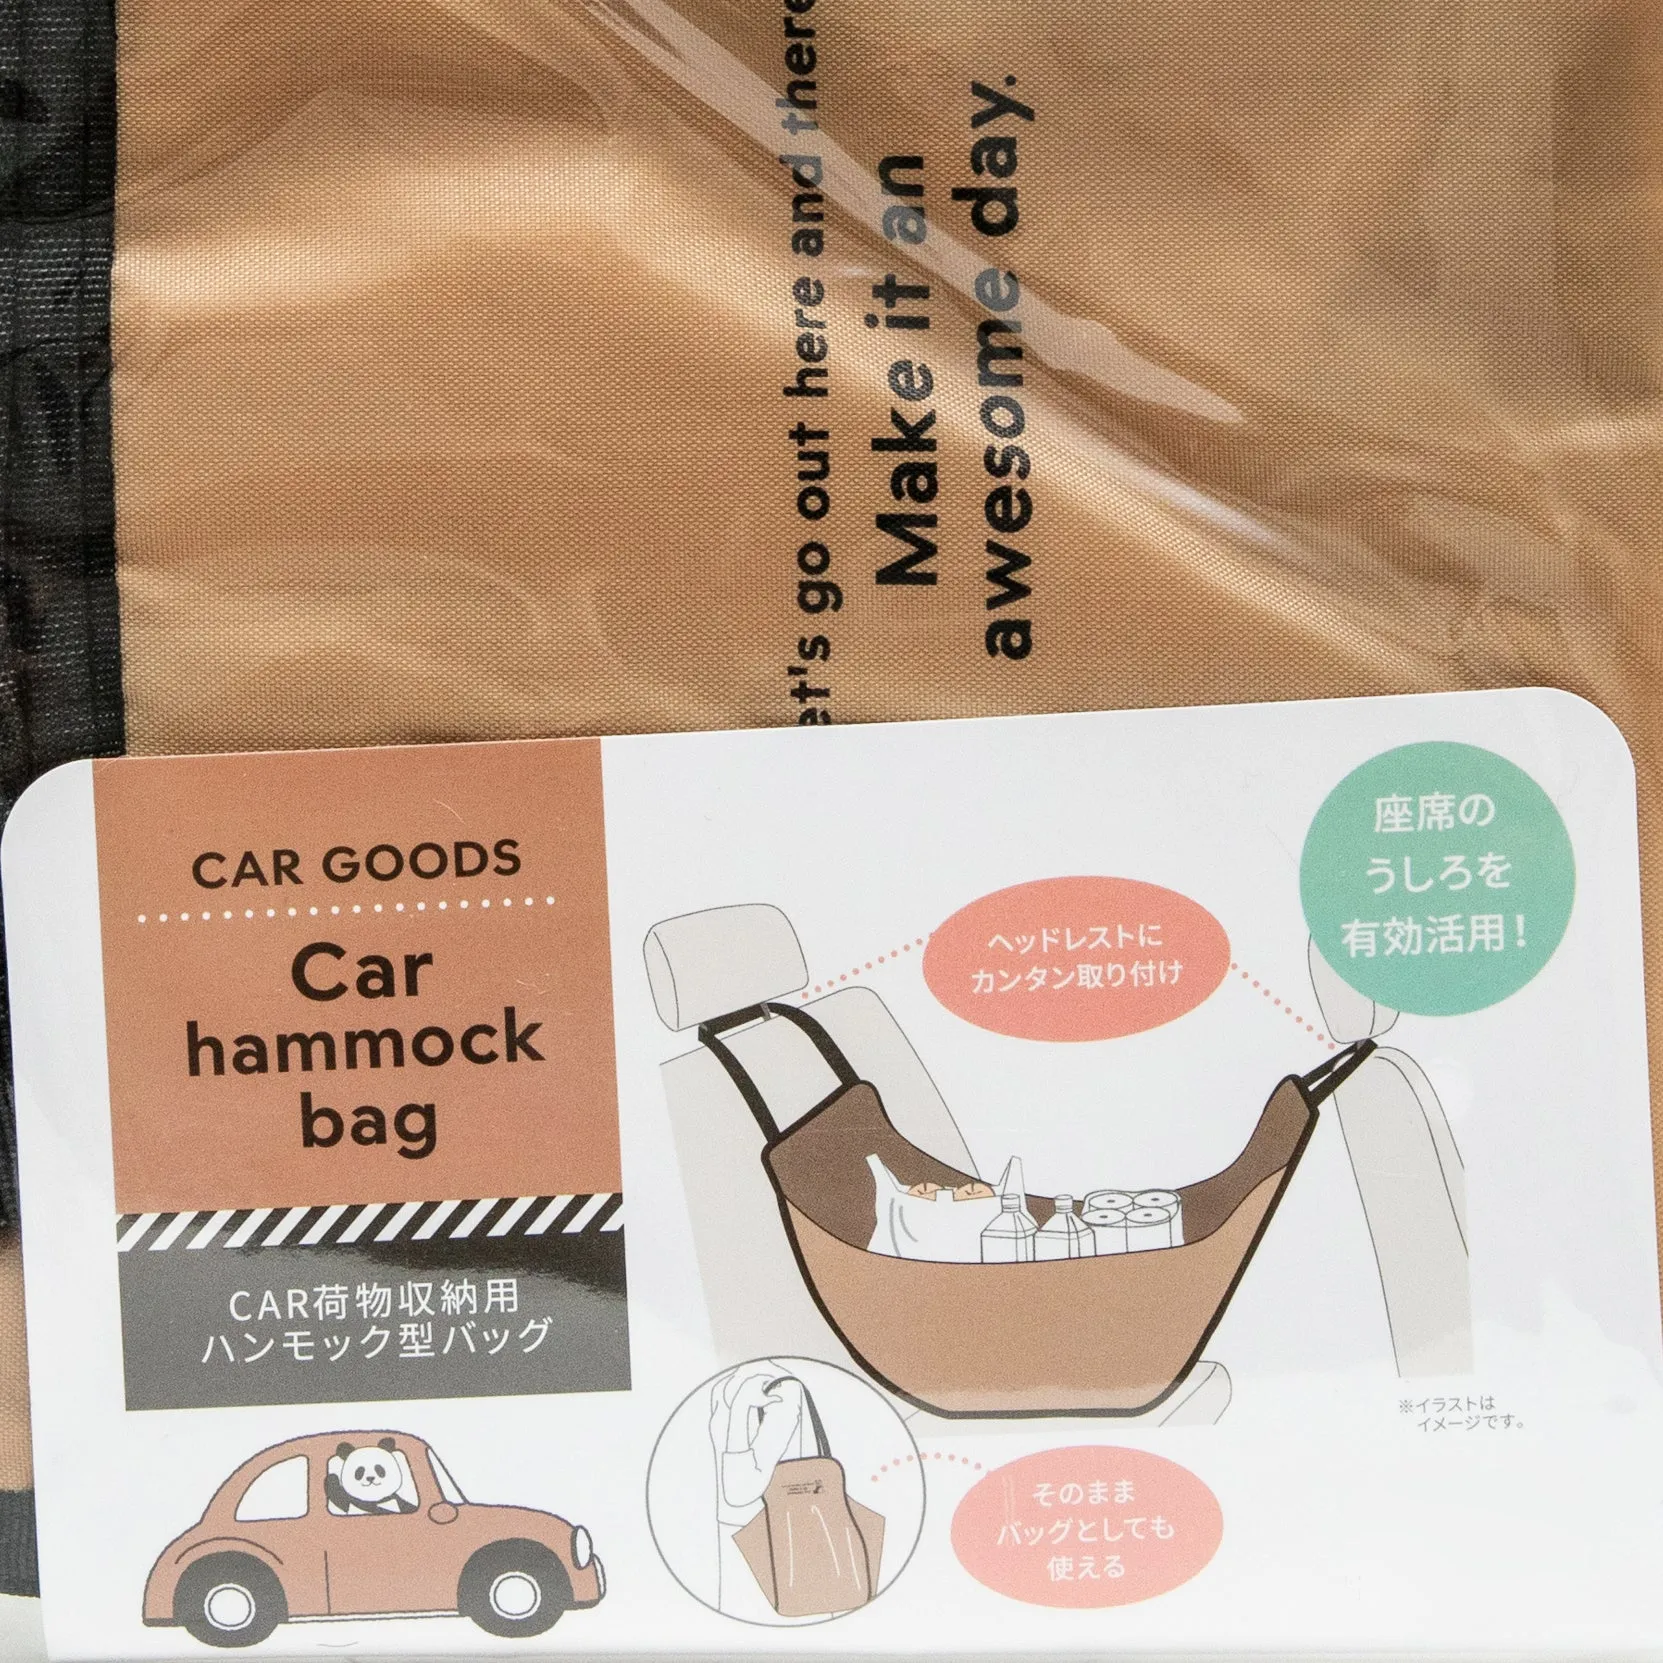 et's go out here and there
Make it an
awesome day.
CAR GOODS
Car
hammock
bag
CAR荷物収納用
ハンモック型バッグ
座席の
うしろを
有効活用！
ヘッドレストに
カンタン取り付け
※イラストは
イメージです。
そのまま
バッグとしても
使える